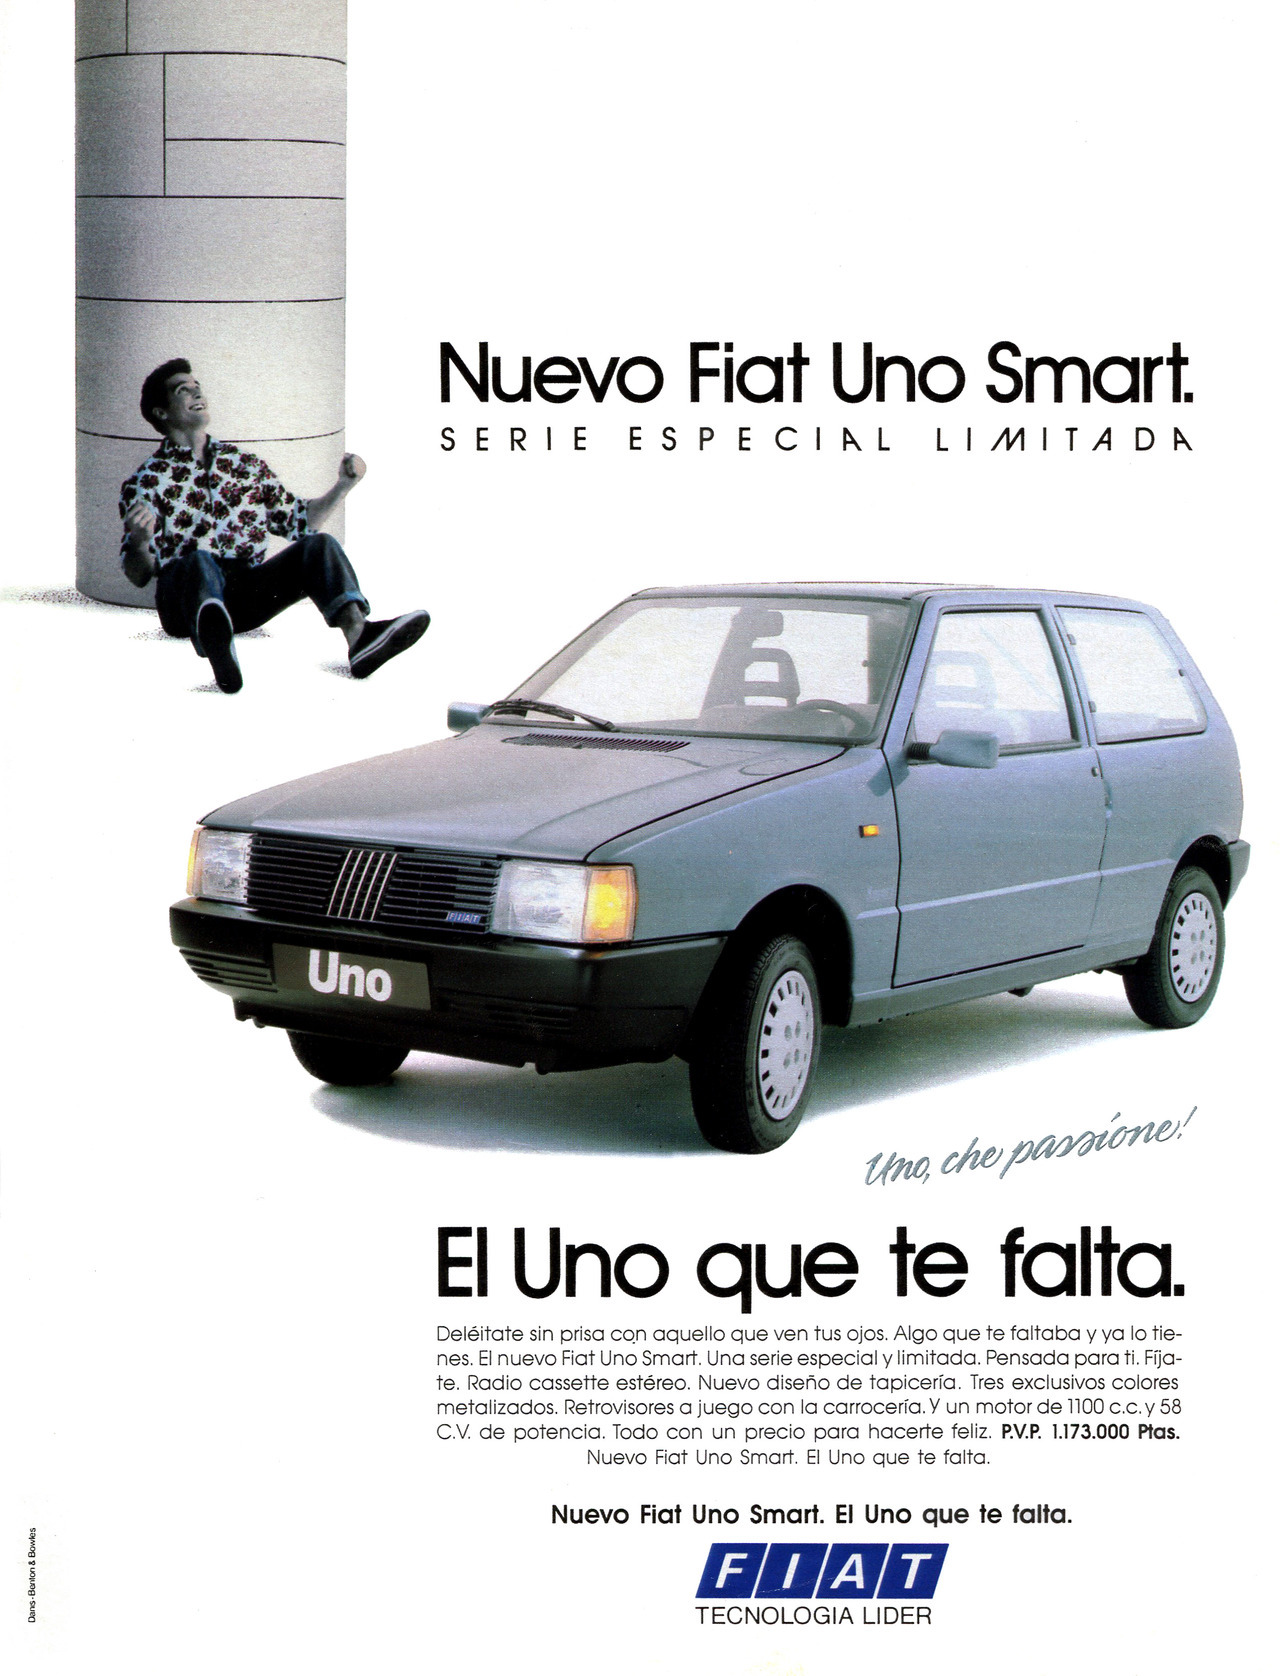 Nuevo Fiat Uno Smart.
SERIE ESPECIAL LIMITADA
FIAT
Uno
Uno, che passione!
El Uno que te falta.
Deléitate sin prisa con aquello que ven tus ojos. Algo que te faltaba y ya lo tie-
nes. El nuevo Fiat Uno Smart. Una serie especial y limitada. Pensada para ti. Fíja-
te. Radio cassette estéreo. Nuevo diseño de tapicería. Tres exclusivos colores
metalizados. Retrovisores a juego con la carrocería. Y un motor de 1100 c.c. y 58
C.V. de potencia. Todo con un precio para hacerte feliz. P.V.P. 1.173.000 Ptas.
Nuevo Fiat Uno Smart. El Uno que te falta.
Nuevo Fiat Uno Smart. El Uno que te falta.
FIAT
TECNOLOGIA LIDER
Danis-Benton & Bowles